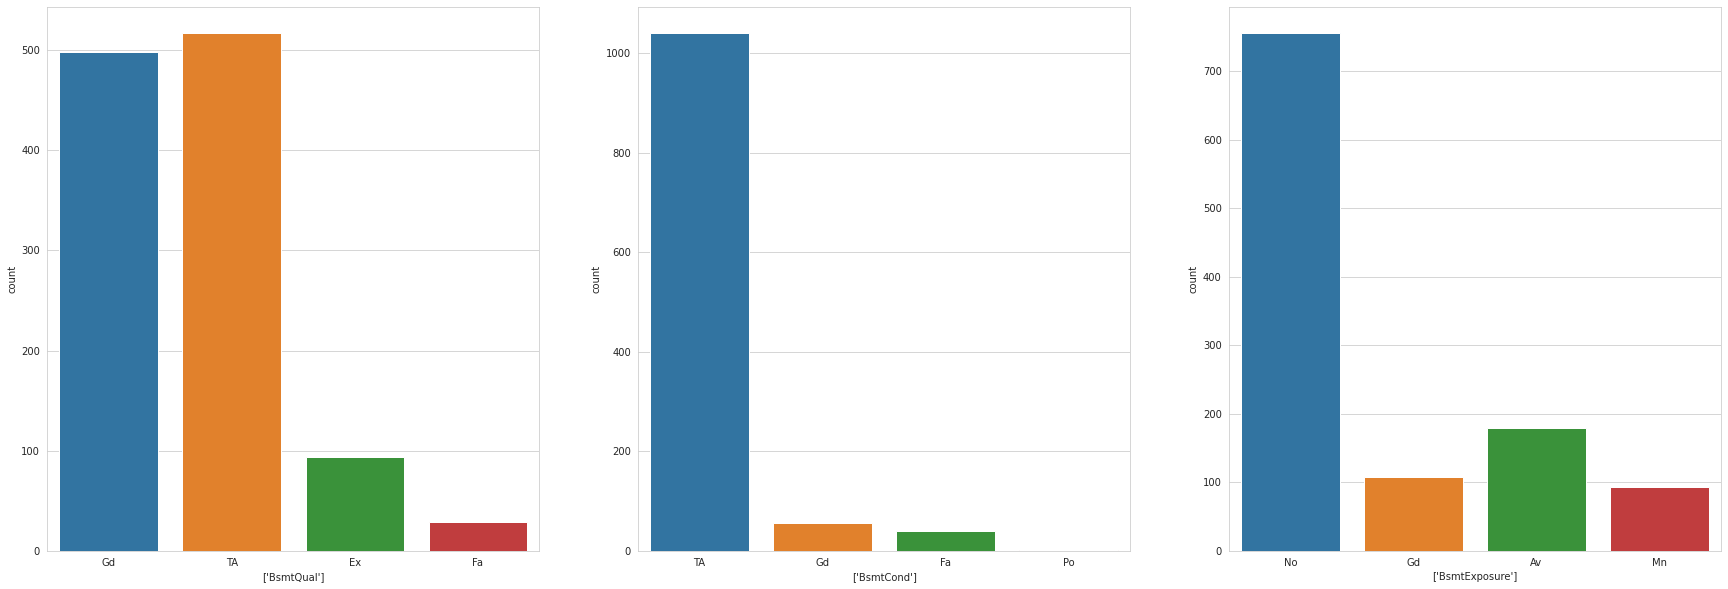 500
400
300
200
100
0
count
Gd TA Ex Fa
['BsmtQual']
1000
800
600
400
200
0
count
TA Gd Fa Po
['BsmtCond']
700
600
500
400
300
200
100
0
count
No Gd Av Mn
['BsmtExposure']